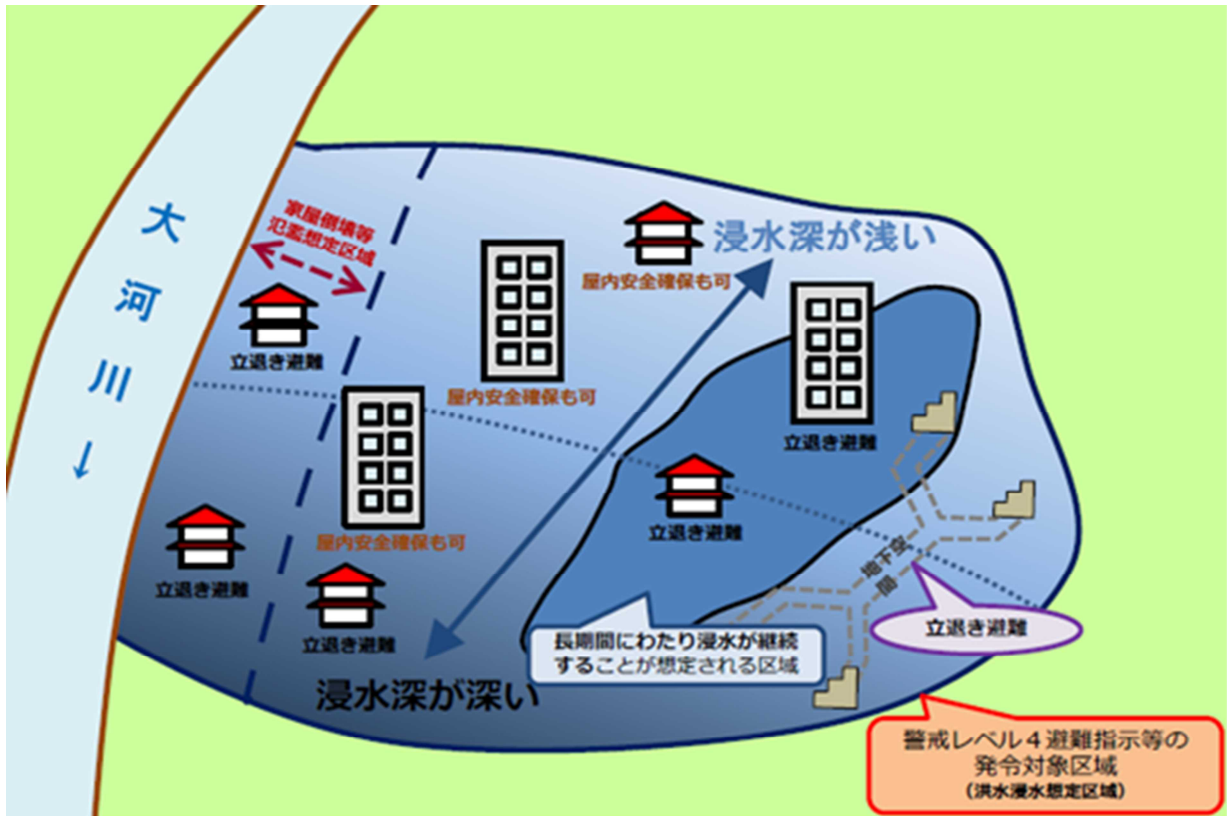 大河川↓
家屋倒壊等
氾濫想定区域
浸水深が浅い
屋内安全確保も可
立退き避難
屋内安全確保も可
立退き避難
屋内安全確保も可
立退き避難
立退き避難
立退き避難
地下空
間
立退き避難
長期間にわたり浸水が継続
することが想定される区域
浸水深が深い
警戒レベル4避難指示等の
発令対象区域
(洪水浸水想定区域)